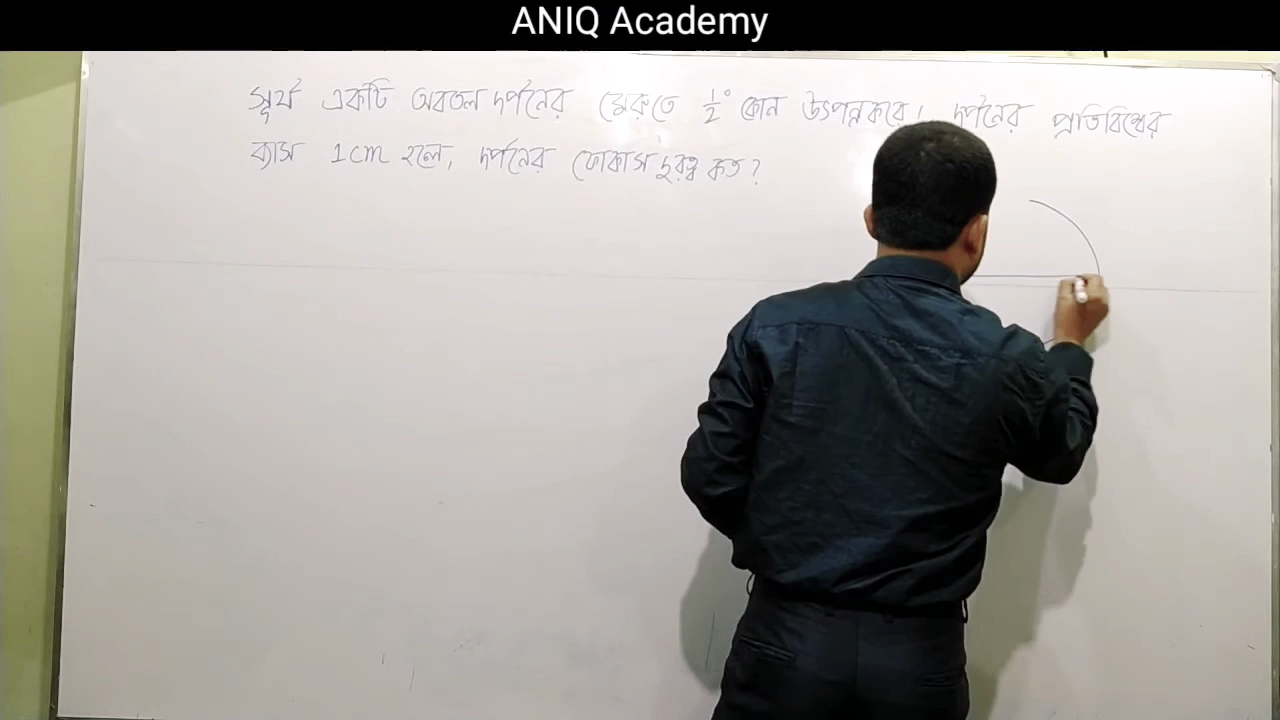 ANIQ Academy
সূর্য একটি অবতল দর্পনের মেরুতে 1/2° কোন উৎপন্নকরে। দর্পনের প্রতিবিম্বের
ব্যাস 1cm হলে, দর্পনের ফোকাস দূরত্ব কত?